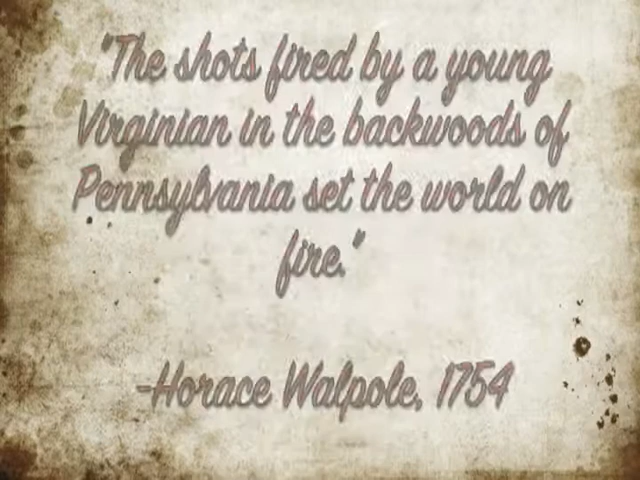 "The shots fired by a young
Virginian in the backwoods of
Pennsylvania set the world on
fire."
-Horace Walpole, 1754